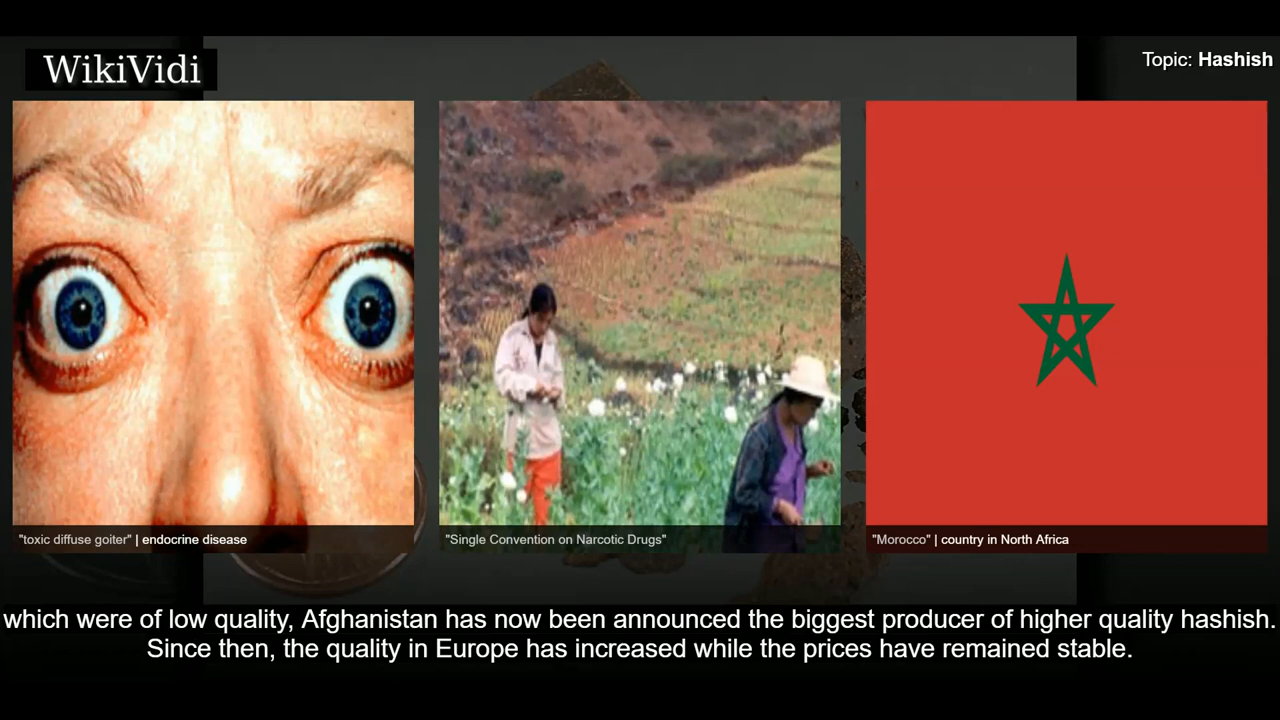 WikiVidi
Topic: Hashish
"toxic diffuse goiter" | endocrine disease
"Single Convention on Narcotic Drugs"
"Morocco" | country in North Africa
which were of low quality, Afghanistan has now been announced the biggest producer of higher quality hashish.
Since then, the quality in Europe has increased while the prices have remained stable.